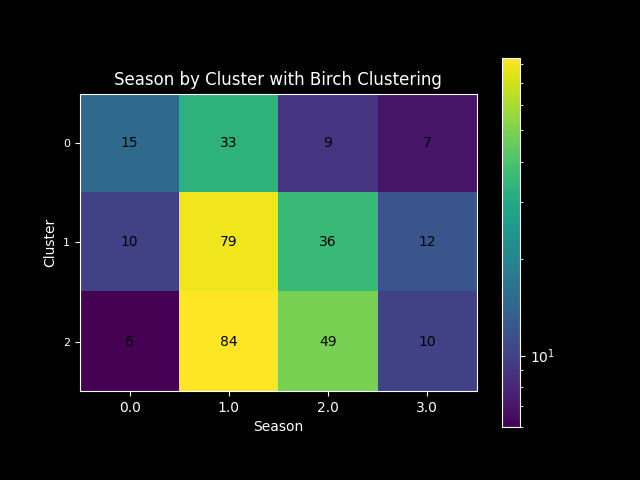 Season by Cluster with Birch Clustering
0 15 33 9 7
1 10 79 36 12
2 6 84 49 10
0.0 1.0 2.0 3.0
Season
Cluster
10¹